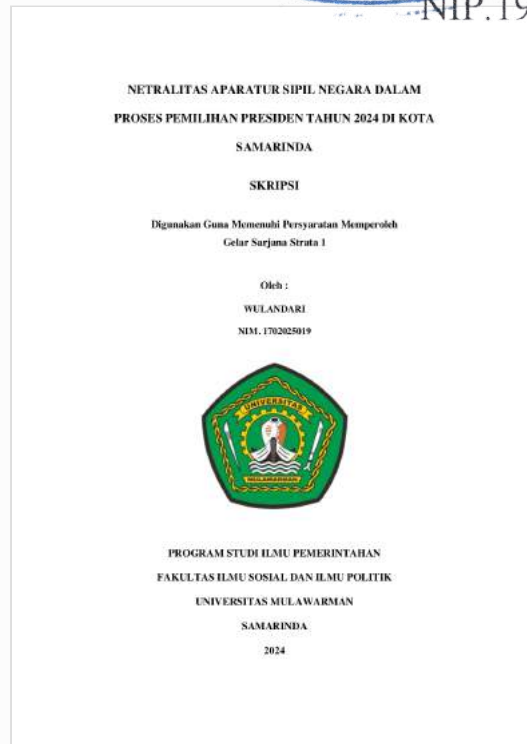 NIP.19
NETRALITAS APARATUR SIPIL NEGARA DALAM
PROSES PEMILIHAN PRESIDEN TAHUN 2024 DI KOTA
SAMARINDA
SKRIPSI
Digunakan Guna Memenuhi Persyaratan Memperoleh
Gelar Sarjana Strata 1
Oleh :
WULANDARI
NIM. 1702025019
UNIVERSITAS
MULAWARMAN
PROGRAM STUDI ILMU PEMERINTAHAN
FAKULTAS ILMU SOSIAL DAN ILMU POLITIK
UNIVERSITAS MULAWARMAN
SAMARINDA
2024